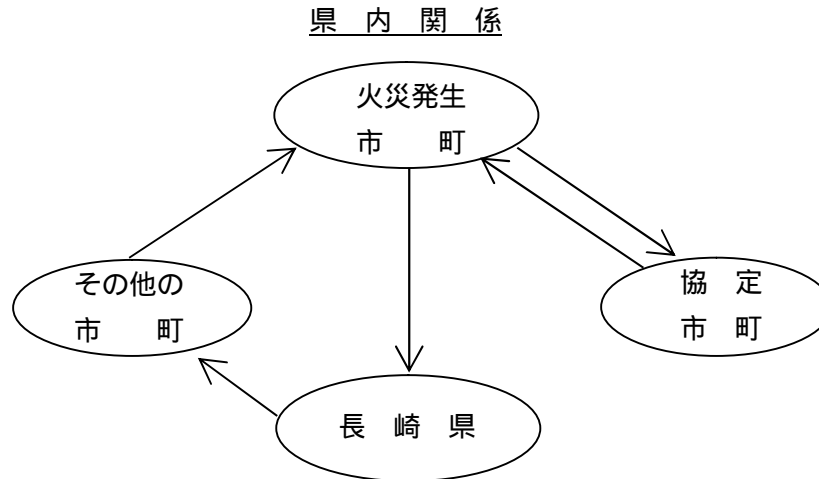 県　内　関　係
火災発生
市　　町
その他の
市　　町
協　定
市　町
長　崎　県